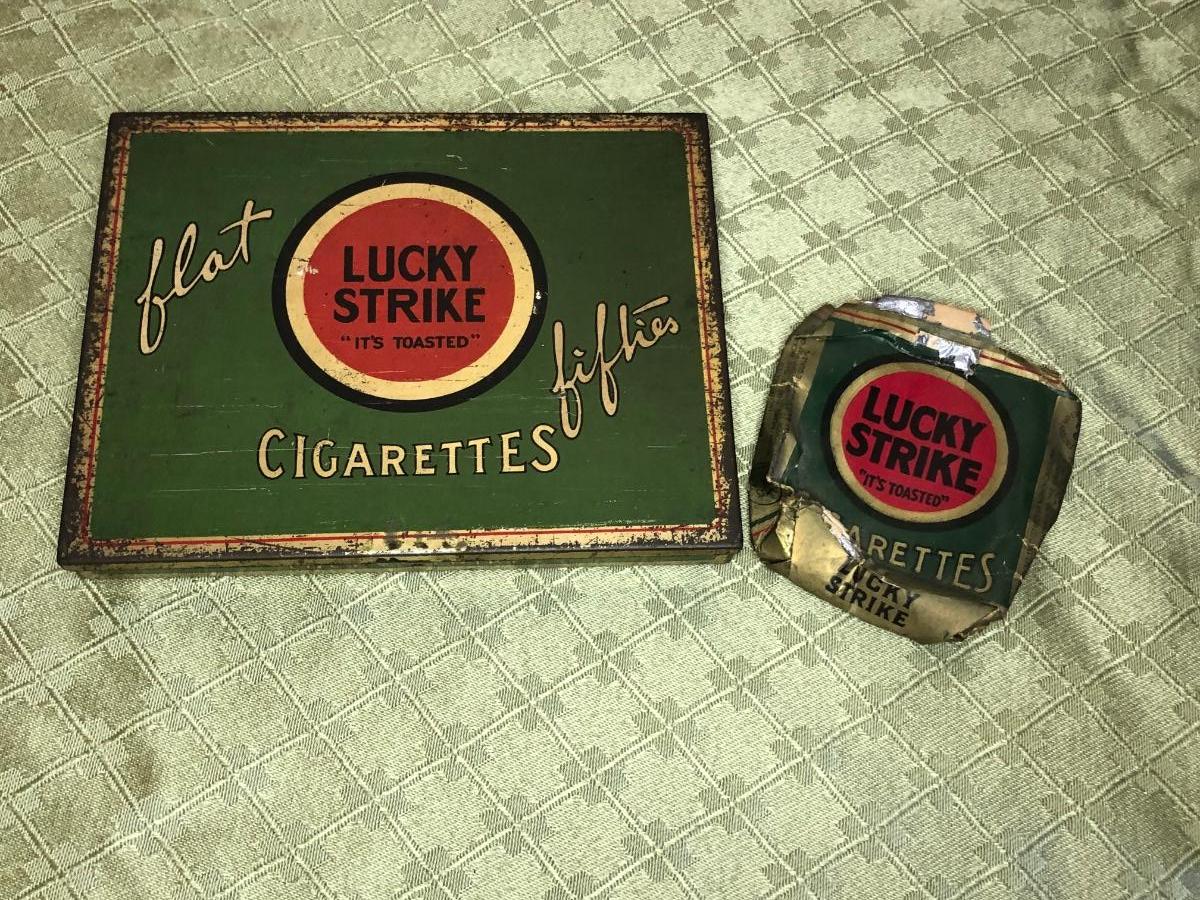 flat
LUCKY
STRIKE
"IT'S TOASTED"
fifties
CIGARETTES
LUCKY
STRIKE
"IT'S TOASTED"
ARETTES
LUCKY
STRIKE